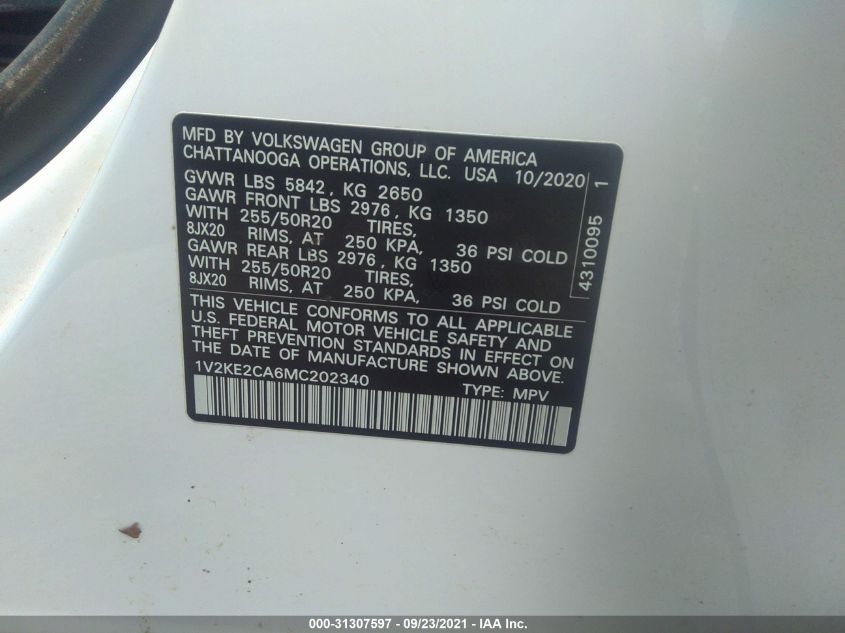 MFD BY VOLKSWAGEN GROUP OF AMERICA
CHATTANOOGA OPERATIONS, LLC. USA 10/2020
GVWR LBS 5842, KG 2650
GAWR FRONT LBS 2976, KG 1350
WITH 255/50R20 TIRES,
8JX20 RIMS, AT 250 KPA, 36 PSI COLD
GAWR REAR LBS 2976, KG 1350
WITH 255/50R20 TIRES,
8JX20 RIMS, AT 250 KPA, 36 PSI COLD
THIS VEHICLE CONFORMS TO ALL APPLICABLE
U.S. FEDERAL MOTOR VEHICLE SAFETY AND
THEFT PREVENTION STANDARDS IN EFFECT ON
THE DATE OF MANUFACTURE SHOWN ABOVE.
1V2KE2CA6MC202340 TYPE: MPV
4310095 1
000-31307597 - 09/23/2021 - IAA Inc.